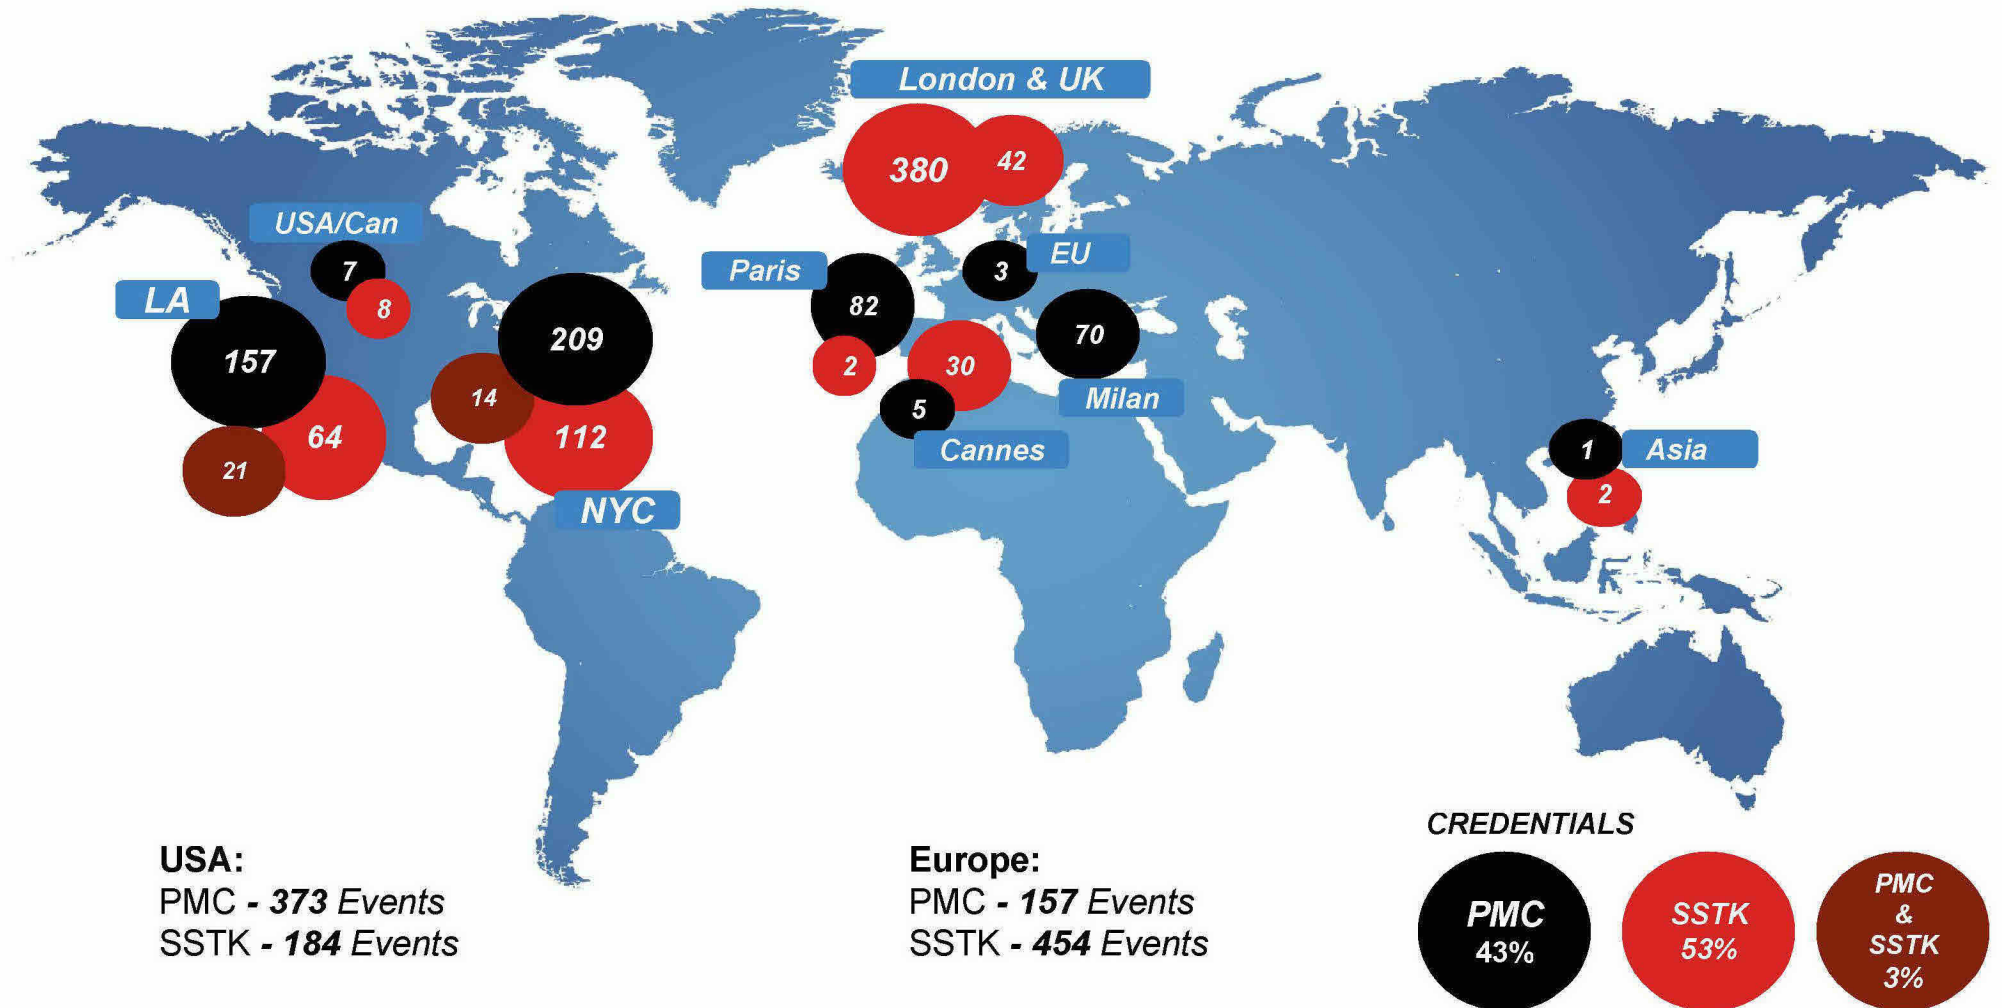 London & UK
380
42
USA/Can
7
8
LA
157
64
21
209
14
112
NYC
Paris
82
2
EU
3
70
Milan
30
5
Cannes
1
Asia
2
USA:
PMC - 373 Events
SSTK - 184 Events
Europe:
PMC - 157 Events
SSTK - 454 Events
CREDENTIALS
PMC
43%
SSTK
53%
PMC
&
SSTK
3%